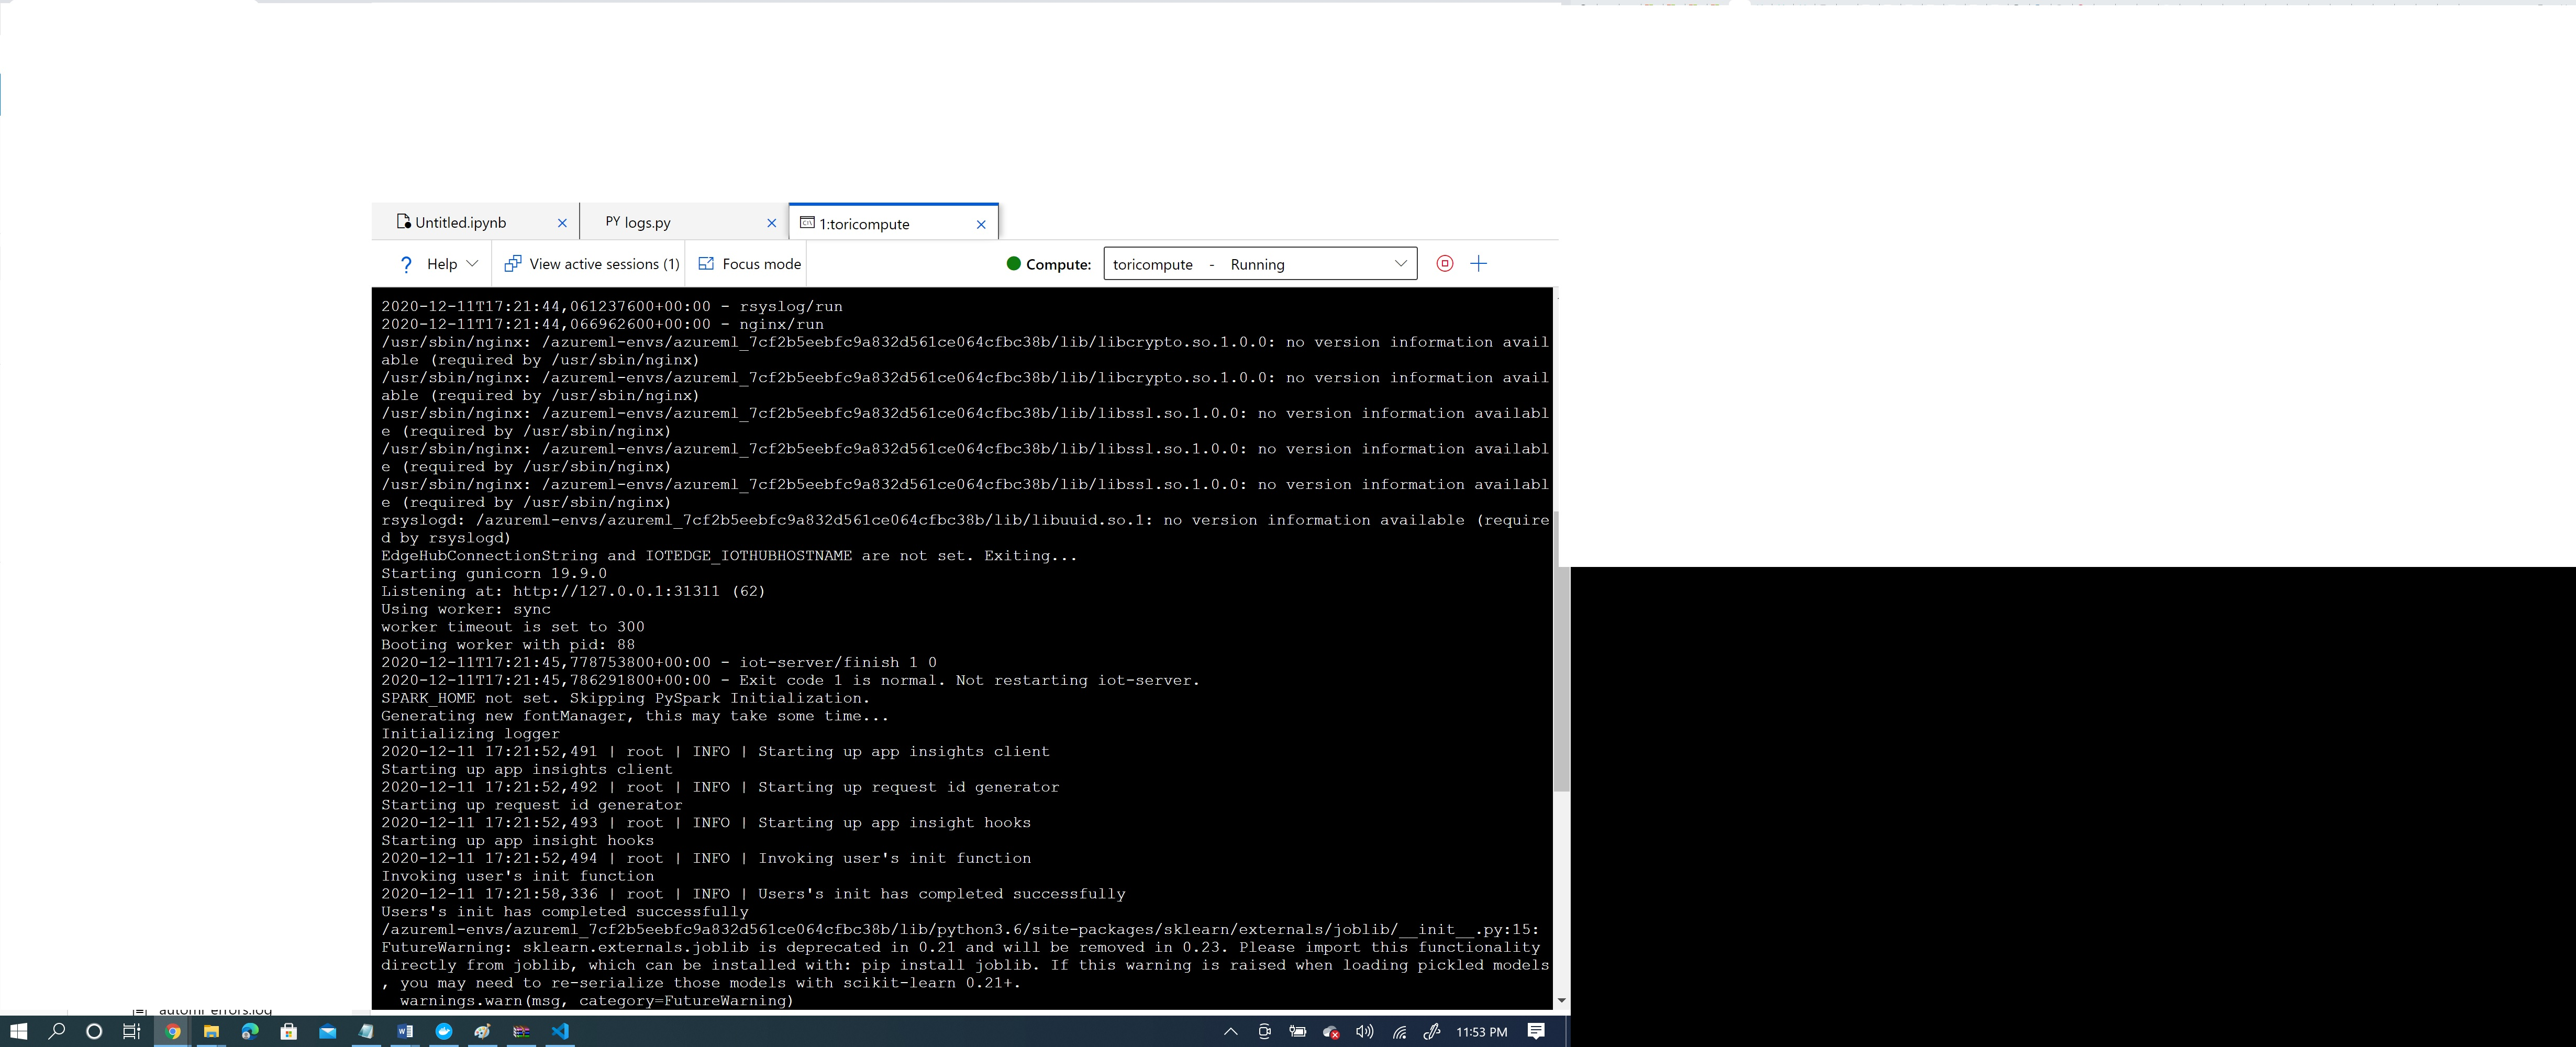 Untitled.ipynb
PY logs.py
1:toricompute
? Help
View active sessions (1)
Focus mode
Compute:
toricompute - Running
2020-12-11T17:21:44,061237600+00:00 - rsyslog/run
2020-12-11T17:21:44,066962600+00:00 - nginx/run
/usr/sbin/nginx: /azureml-envs/azureml_7cf2b5eebfc9a832d561ce064cfbc38b/lib/libcrypto.so.1.0.0: no version information avail
able (required by /usr/sbin/nginx)
/usr/sbin/nginx: /azureml-envs/azureml_7cf2b5eebfc9a832d561ce064cfbc38b/lib/libcrypto.so.1.0.0: no version information avail
able (required by /usr/sbin/nginx)
/usr/sbin/nginx: /azureml-envs/azureml_7cf2b5eebfc9a832d561ce064cfbc38b/lib/libssl.so.1.0.0: no version information availabl
e (required by /usr/sbin/nginx)
/usr/sbin/nginx: /azureml-envs/azureml_7cf2b5eebfc9a832d561ce064cfbc38b/lib/libssl.so.1.0.0: no version information availabl
e (required by /usr/sbin/nginx)
/usr/sbin/nginx: /azureml-envs/azureml_7cf2b5eebfc9a832d561ce064cfbc38b/lib/libssl.so.1.0.0: no version information availabl
e (required by /usr/sbin/nginx)
rsyslogd: /azureml-envs/azureml_7cf2b5eebfc9a832d561ce064cfbc38b/lib/libuuid.so.1: no version information available (require
d by rsyslogd)
EdgeHubConnectionString and IOTEDGE_IOTHUBHOSTNAME are not set. Exiting...
Starting gunicorn 19.9.0
Listening at: http://127.0.0.1:31311 (62)
Using worker: sync
worker timeout is set to 300
Booting worker with pid: 88
2020-12-11T17:21:45,778753800+00:00 - iot-server/finish 1 0
2020-12-11T17:21:45,786291800+00:00 - Exit code 1 is normal. Not restarting iot-server.
SPARK_HOME not set. Skipping PySpark Initialization.
Generating new fontManager, this may take some time...
Initializing logger
2020-12-11 17:21:52,491 | root | INFO | Starting up app insights client
Starting up app insights client
2020-12-11 17:21:52,492 | root | INFO | Starting up request id generator
Starting up request id generator
2020-12-11 17:21:52,493 | root | INFO | Starting up app insight hooks
Starting up app insight hooks
2020-12-11 17:21:52,494 | root | INFO | Invoking user's init function
Invoking user's init function
2020-12-11 17:21:58,336 | root | INFO | Users's init has completed successfully
Users's init has completed successfully
/azureml-envs/azureml_7cf2b5eebfc9a832d561ce064cfbc38b/lib/python3.6/site-packages/sklearn/externals/joblib/__init__.py:15:
FutureWarning: sklearn.externals.joblib is deprecated in 0.21 and will be removed in 0.23. Please import this functionality
directly from joblib, which can be installed with: pip install joblib. If this warning is raised when loading pickled models
, you may need to re-serialize those models with scikit-learn 0.21+.
warnings.warn(msg, category=FutureWarning)
automl_errors.log
11:53 PM